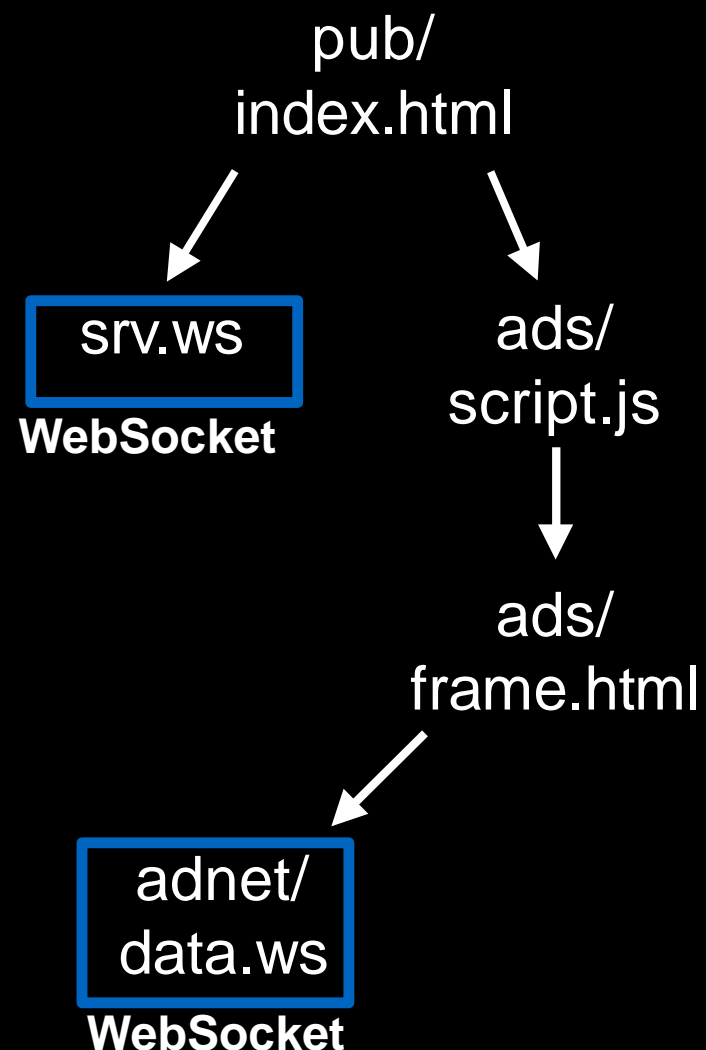 pub/
index.html
srv.ws
WebSocket
ads/
script.js
ads/
frame.html
adnet/
data.ws
WebSocket